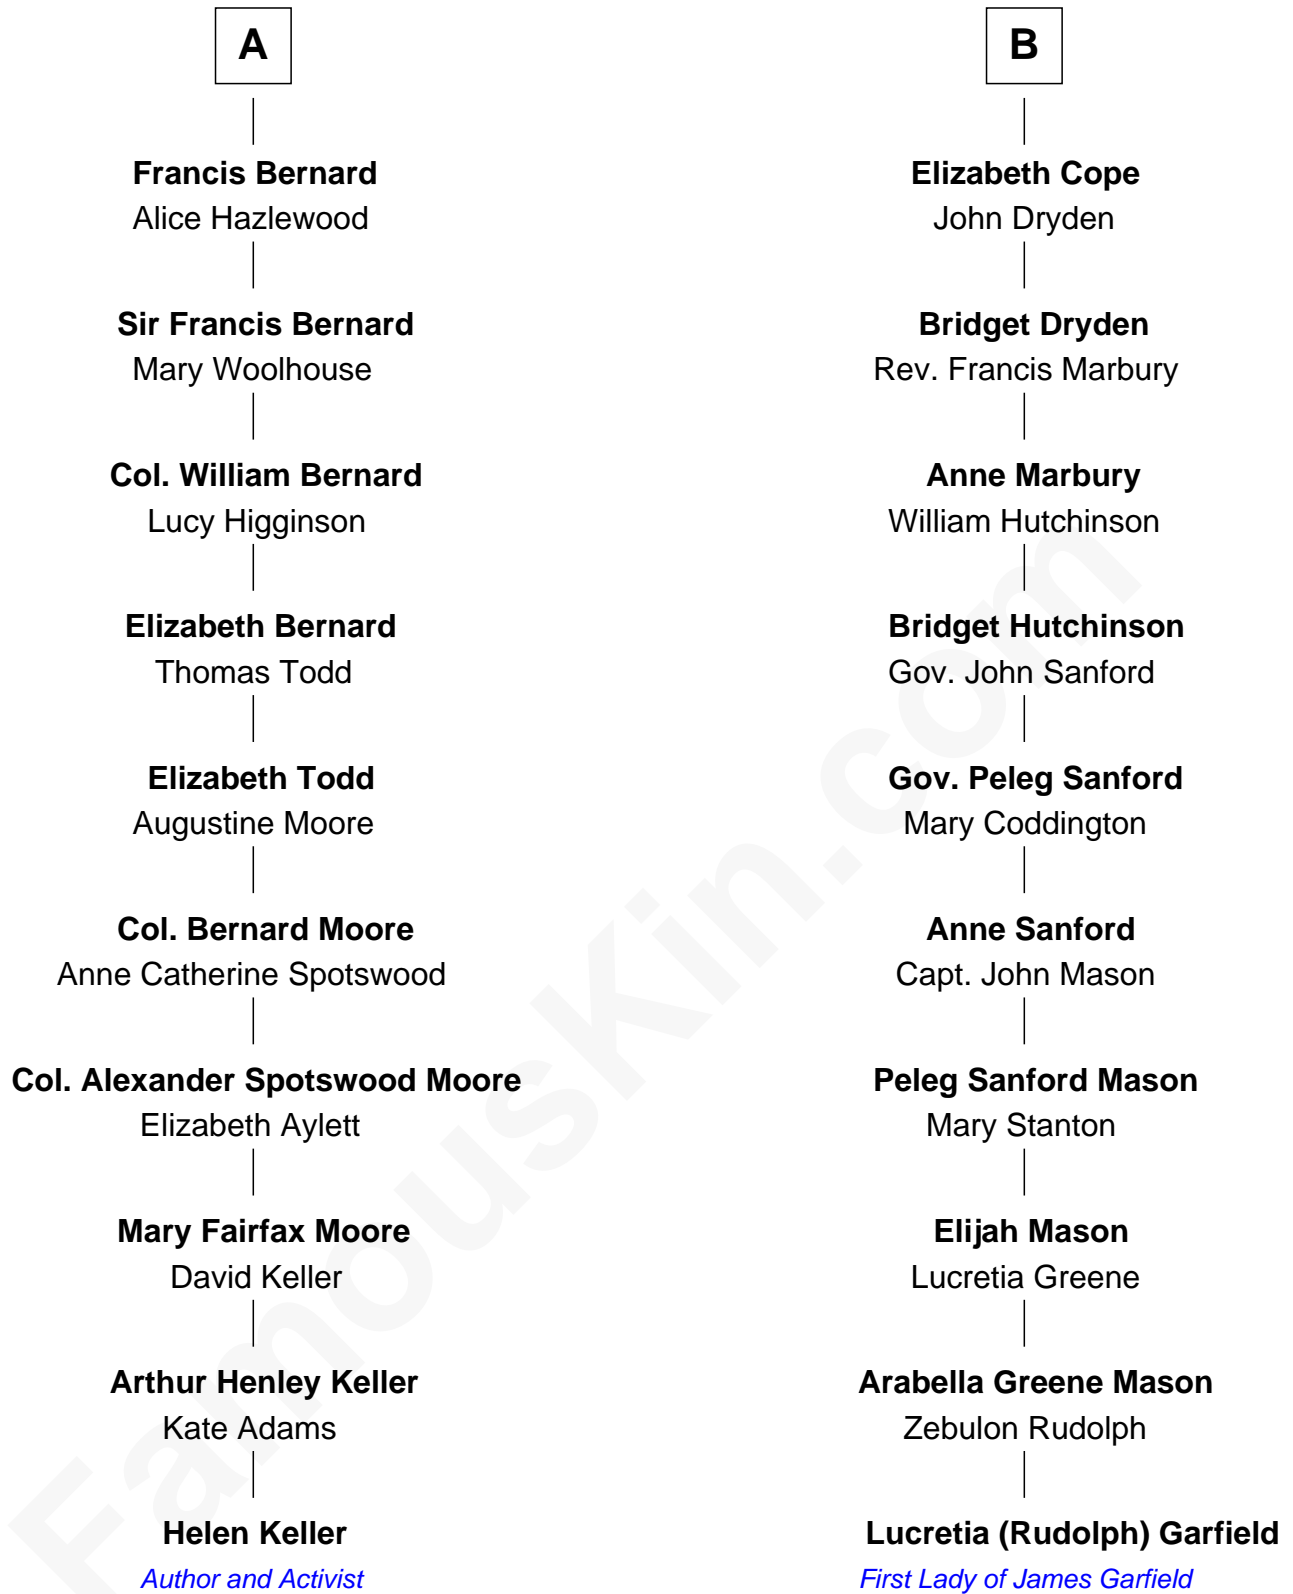 A
Francis Bernard
Alice Hazlewood
Sir Francis Bernard
Mary Woolhouse
Col. William Bernard
Lucy Higginson
Elizabeth Bernard
Thomas Todd
Elizabeth Todd
Augustine Moore
Col. Bernard Moore
Anne Catherine Spotswood
Col. Alexander Spotswood Moore
Elizabeth Aylett
Mary Fairfax Moore
David Keller
Arthur Henley Keller
Kate Adams
Helen Keller
Author and Activist
B
Elizabeth Cope
John Dryden
Bridget Dryden
Rev. Francis Marbury
Anne Marbury
William Hutchinson
Bridget Hutchinson
Gov. John Sanford
Gov. Peleg Sanford
Mary Coddington
Anne Sanford
Capt. John Mason
Peleg Sanford Mason
Mary Stanton
Elijah Mason
Lucretia Greene
Arabella Greene Mason
Zebulon Rudolph
Lucretia (Rudolph) Garfield
First Lady of James Garfield
FamousKin.com